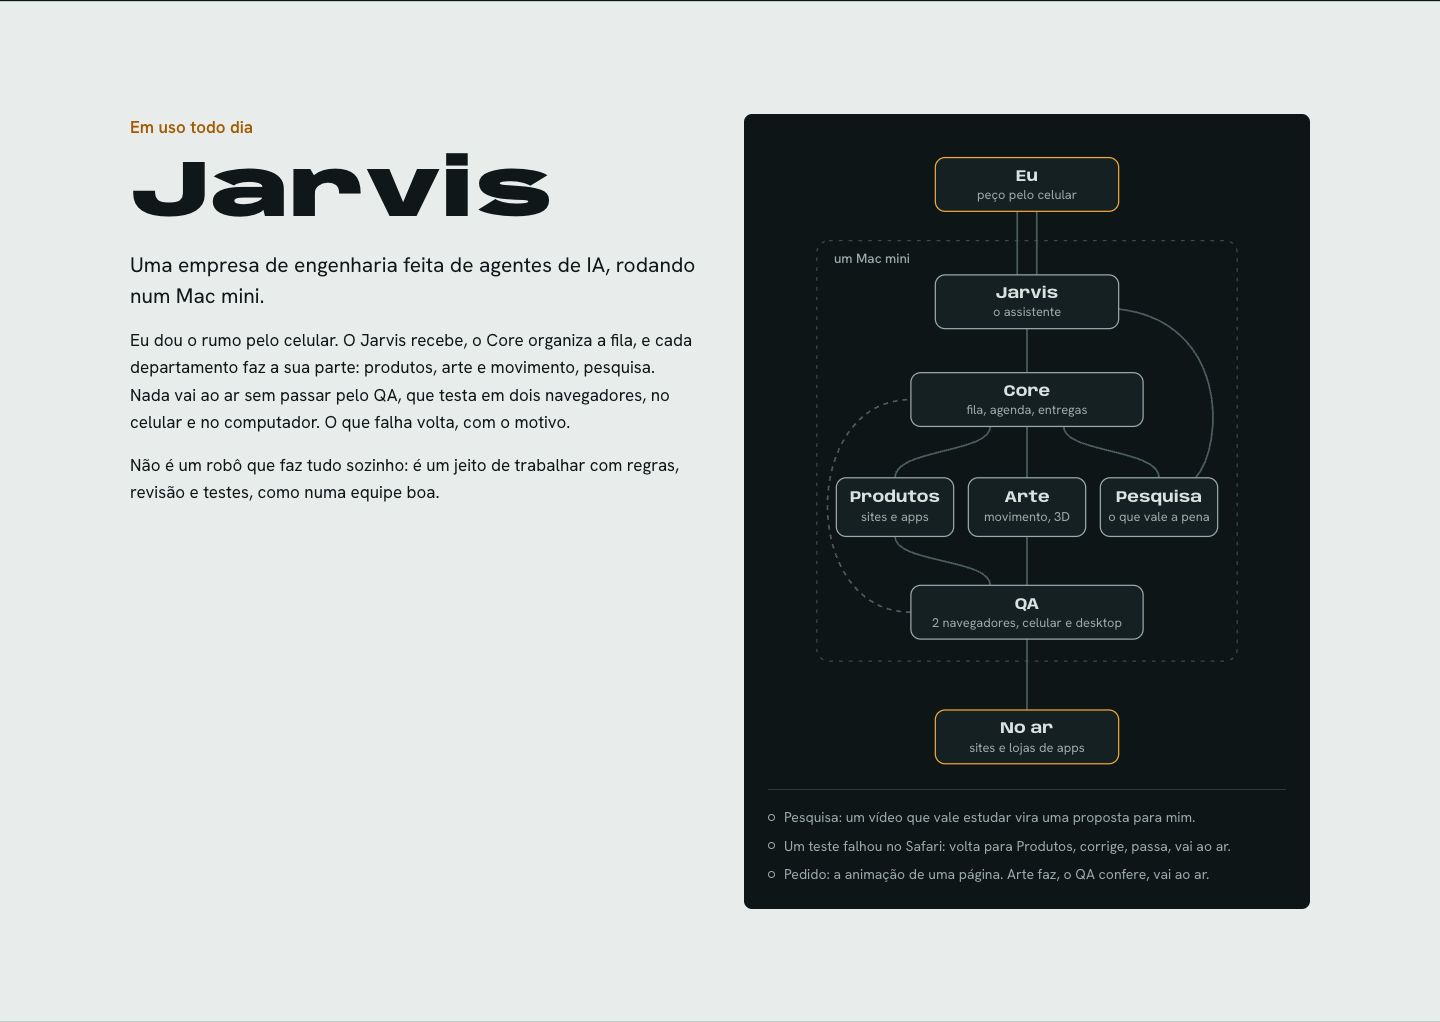 Em uso todo dia
Jarvis
Uma empresa de engenharia feita de agentes de IA, rodando
num Mac mini.
Eu dou o rumo pelo celular. O Jarvis recebe, o Core organiza a fila, e cada
departamento faz a sua parte: produtos, arte e movimento, pesquisa.
Nada vai ao ar sem passar pelo QA, que testa em dois navegadores, no
celular e no computador. O que falha volta, com o motivo.
Não é um robô que faz tudo sozinho: é um jeito de trabalhar com regras,
revisão e testes, como numa equipe boa.
Eu
peço pelo celular
um Mac mini
Jarvis
o assistente
Core
fila, agenda, entregas
Produtos
sites e apps
Arte
movimento, 3D
Pesquisa
o que vale a pena
QA
2 navegadores, celular e desktop
No ar
sites e lojas de apps
Pesquisa: um vídeo que vale estudar vira uma proposta para mim.
Um teste falhou no Safari: volta para Produtos, corrige, passa, vai ao ar.
Pedido: a animação de uma página. Arte faz, o QA confere, vai ao ar.